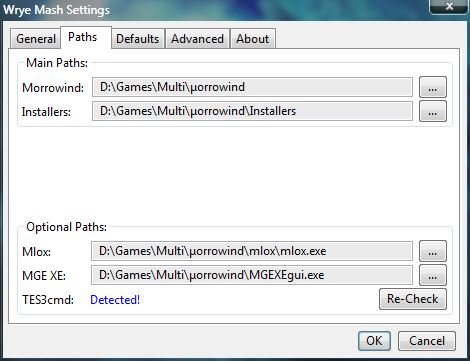 Wrye Mash Settings
x
General Paths Defaults Advanced About
Main Paths:
Morrowind: D:\Games\Multi\µorrowind ...
Installers: D:\Games\Multi\µorrowind\Installers ...
Optional Paths:
Mlox: D:\Games\Multi\µorrowind\mlox\mlox.exe ...
MGE XE: D:\Games\Multi\µorrowind\MGEXEgui.exe ...
TES3cmd: Detected! Re-Check
OK Cancel